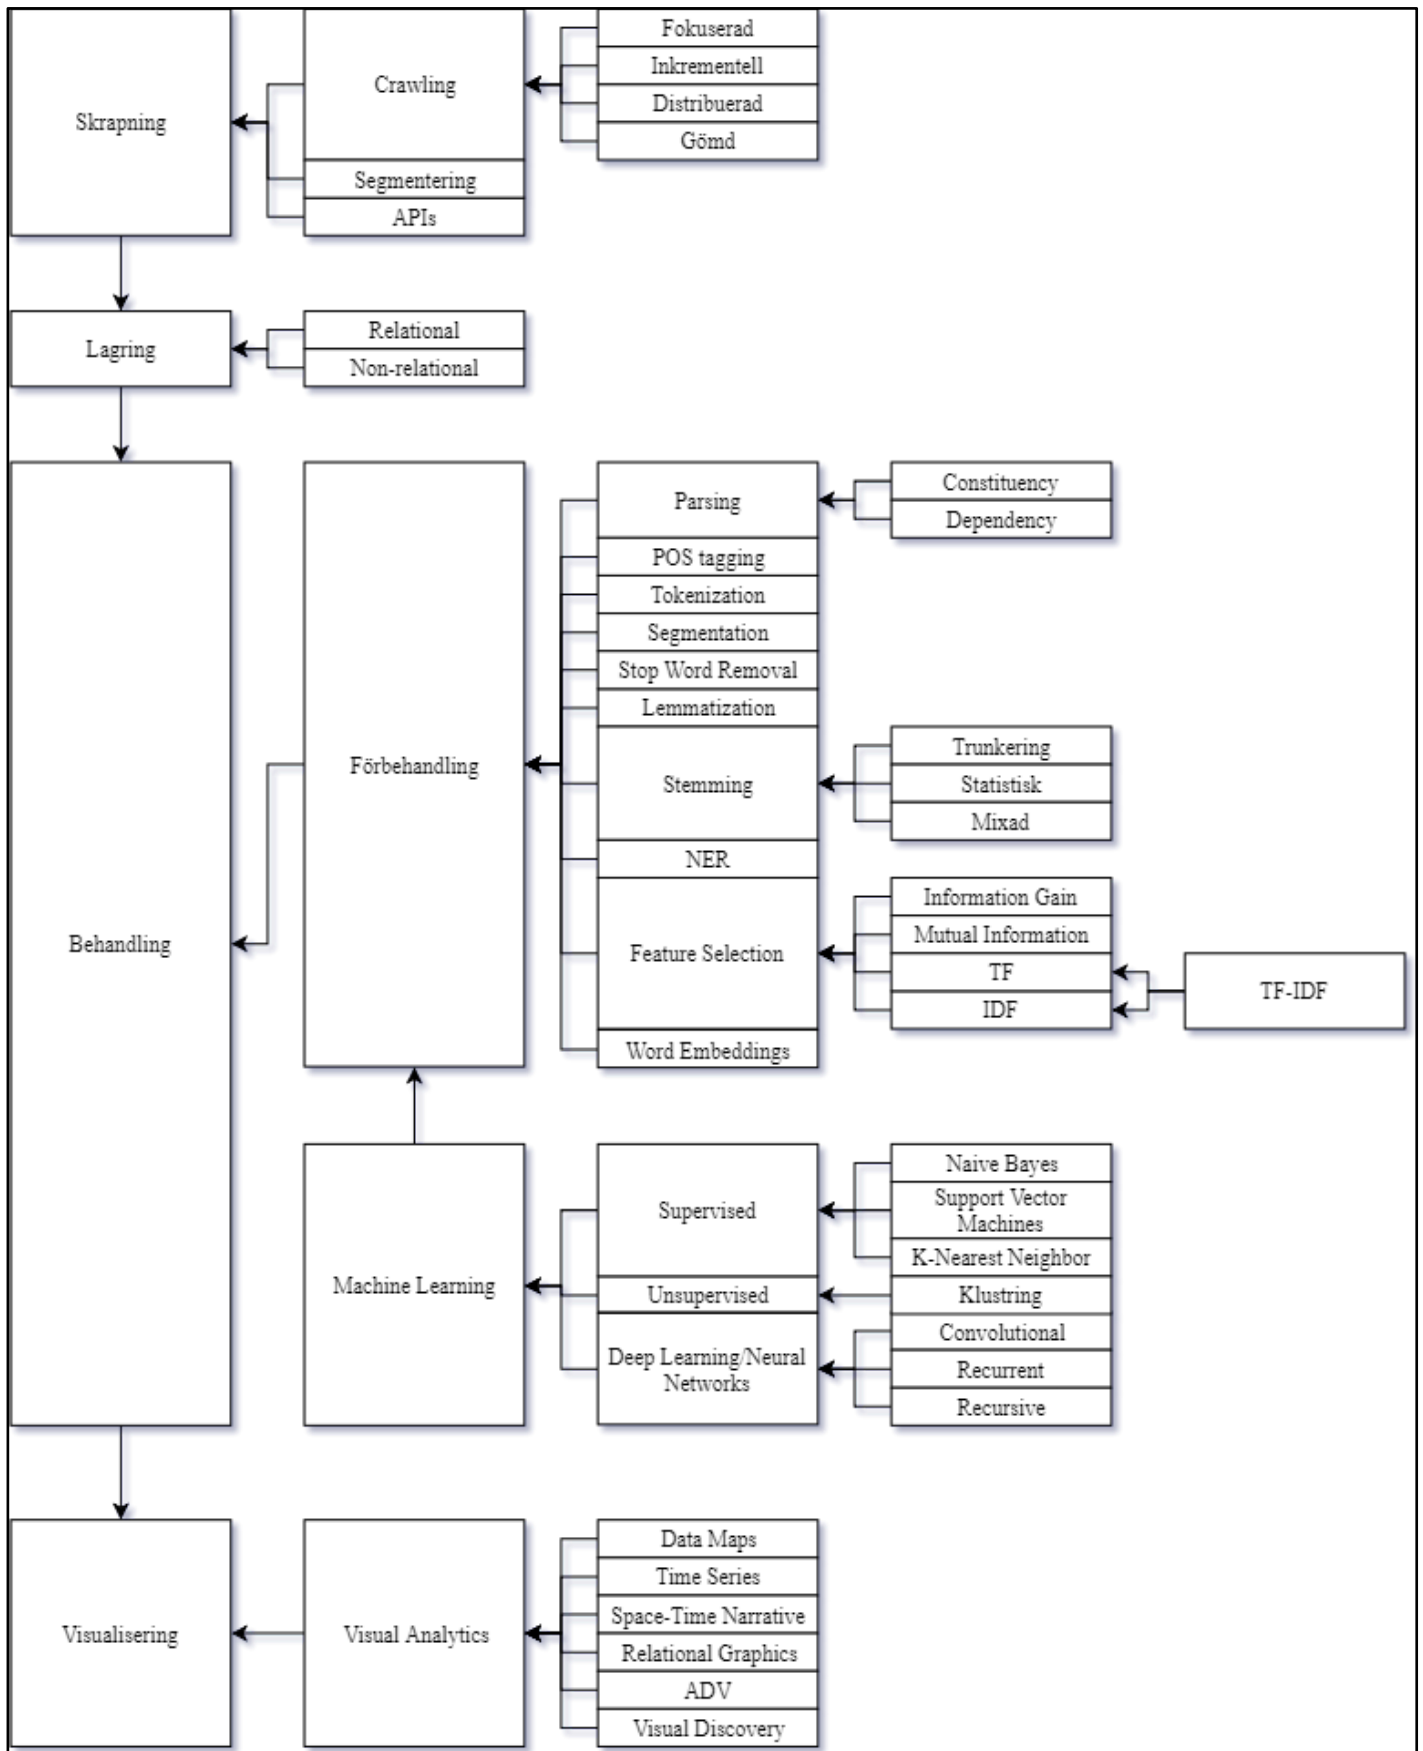 Skrapning
Crawling
Segmentering
APIs
Fokuserad
Inkrementell
Distribuerad
Gömd
Lagring
Relational
Non-relational
Behandling
Förbehandling
Parsing
Constituency
Dependency
POS tagging
Tokenization
Segmentation
Stop Word Removal
Lemmatization
Stemming
Trunkering
Statistisk
Mixad
NER
Feature Selection
Information Gain
Mutual Information
TF
IDF
TF-IDF
Word Embeddings
Machine Learning
Supervised
Naive Bayes
Support Vector
Machines
K-Nearest Neighbor
Unsupervised
Klustring
Deep Learning/Neural
Networks
Convolutional
Recurrent
Recursive
Visualisering
Visual Analytics
Data Maps
Time Series
Space-Time Narrative
Relational Graphics
ADV
Visual Discovery